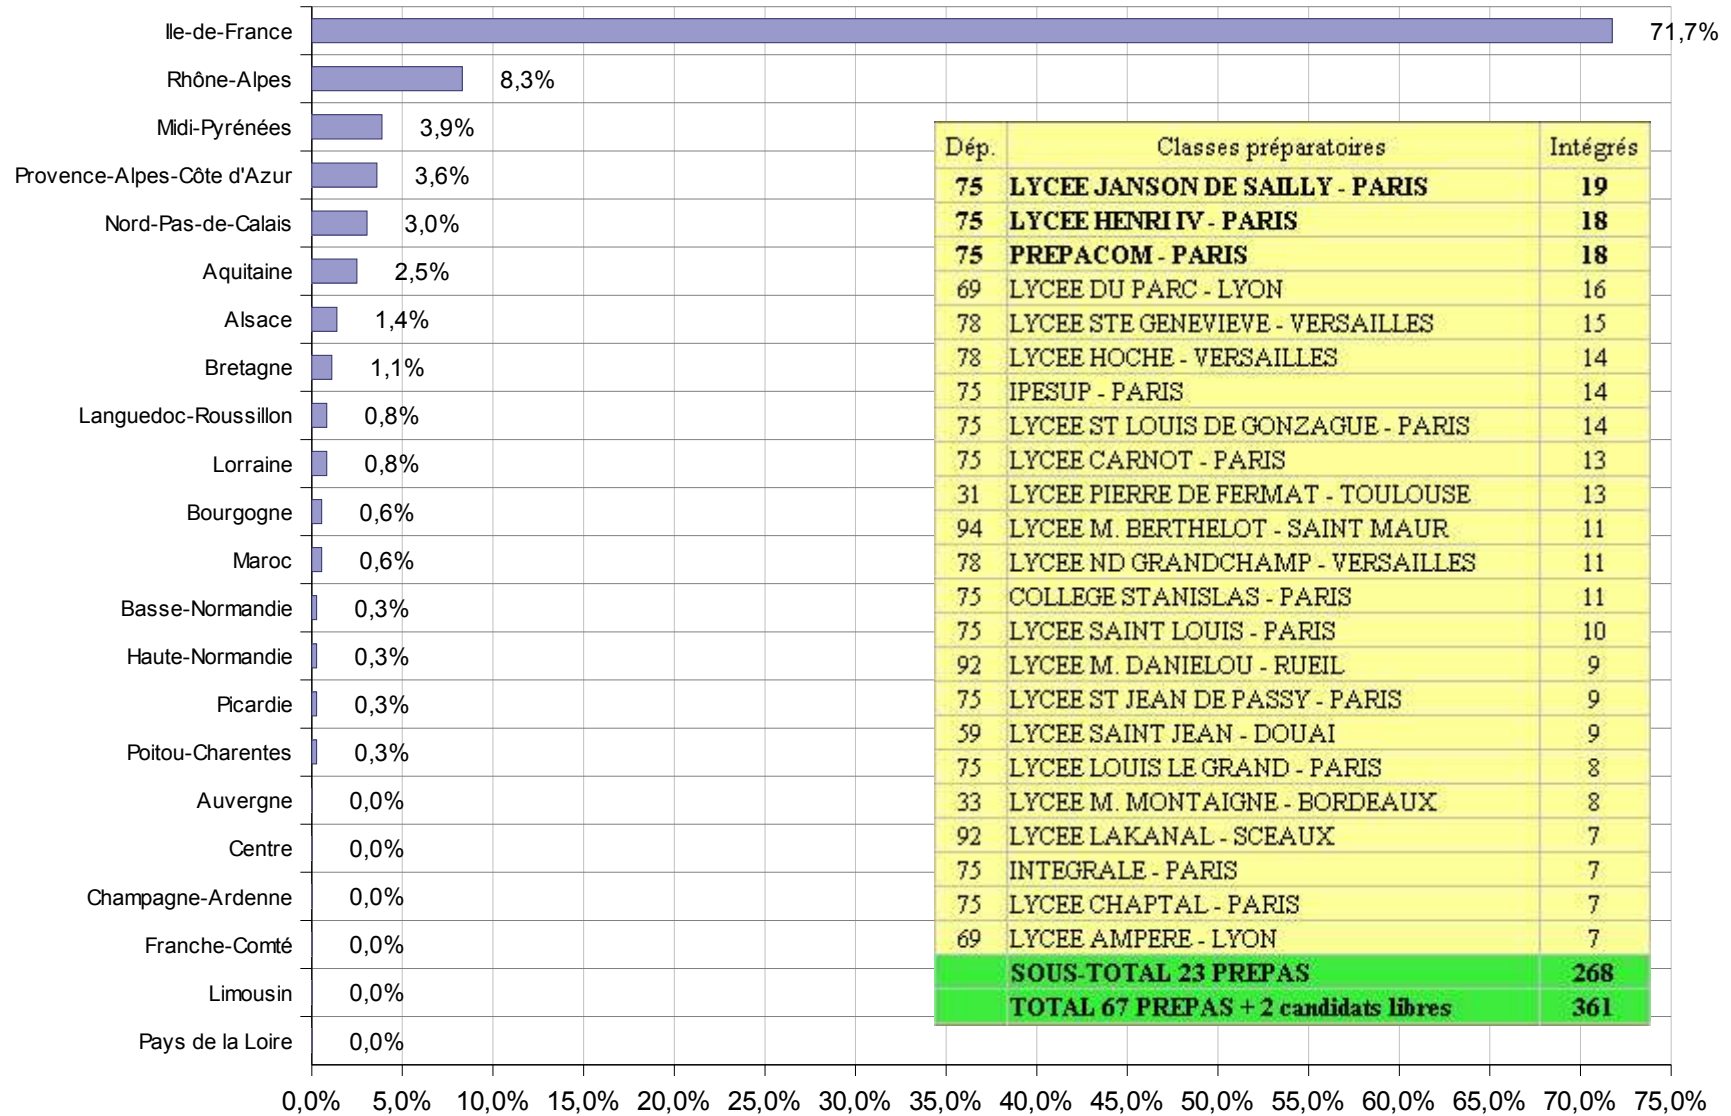 Ile-de-France 71,7%
Rhône-Alpes 8,3%
Midi-Pyrénées 3,9%
Provence-Alpes-Côte d'Azur 3,6%
Nord-Pas-de-Calais 3,0%
Aquitaine 2,5%
Alsace 1,4%
Bretagne 1,1%
Languedoc-Roussillon 0,8%
Lorraine 0,8%
Bourgogne 0,6%
Maroc 0,6%
Basse-Normandie 0,3%
Haute-Normandie 0,3%
Picardie 0,3%
Poitou-Charentes 0,3%
Auvergne 0,0%
Centre 0,0%
Champagne-Ardenne 0,0%
Franche-Comté 0,0%
Limousin 0,0%
Pays de la Loire 0,0%
0,0% 5,0% 10,0% 15,0% 20,0% 25,0% 30,0% 35,0% 40,0% 45,0% 50,0% 55,0% 60,0% 65,0% 70,0% 75,0%
Dép. Classes préparatoires Intégrés
75 LYCEE JANSON DE SAILLY - PARIS 19
75 LYCEE HENRI IV - PARIS 18
75 PREPACOM - PARIS 18
69 LYCEE DU PARC - LYON 16
78 LYCEE STE GENEVIEVE - VERSAILLES 15
78 LYCEE HOCHE - VERSAILLES 14
75 IPESUP - PARIS 14
75 LYCEE ST LOUIS DE GONZAGUE - PARIS 14
75 LYCEE CARNOT - PARIS 13
31 LYCEE PIERRE DE FERMAT - TOULOUSE 13
94 LYCEE M. BERTHELOT - SAINT MAUR 11
78 LYCEE ND GRANDCHAMP - VERSAILLES 11
75 COLLEGE STANISLAS - PARIS 11
75 LYCEE SAINT LOUIS - PARIS 10
92 LYCEE M. DANIELOU - RUEIL 9
75 LYCEE ST JEAN DE PASSY - PARIS 9
59 LYCEE SAINT JEAN - DOUAI 9
75 LYCEE LOUIS LE GRAND - PARIS 8
33 LYCEE M. MONTAIGNE - BORDEAUX 8
92 LYCEE LAKANAL - SCEAUX 7
75 INTEGRALE - PARIS 7
75 LYCEE CHAPTAL - PARIS 7
69 LYCEE AMPERE - LYON 7
SOUS-TOTAL 23 PREPAS 268
TOTAL 67 PREPAS + 2 candidats libres 361